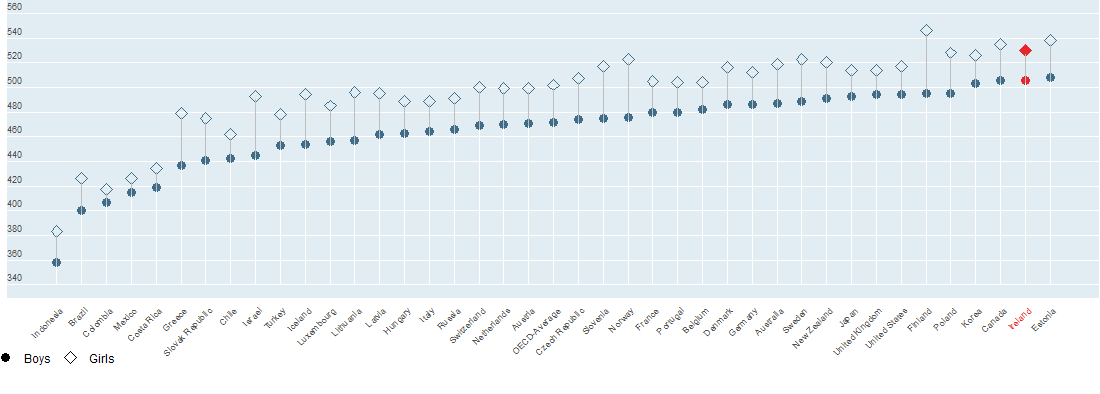 560
540
520
500
480
460
440
420
400
380
360
340
Indonesia
Brazil
Colombia
Mexico
Costa Rica
Greece
Slovak Republic
Chile
Israel
Turkey
Iceland
Luxembourg
Lithuania
Latvia
Hungary
Italy
Russia
Switzerland
Netherlands
Austria
OECD-Average
Czech Republic
Slovenia
Norway
France
Portugal
Belgium
Denmark
Germany
Australia
Sweden
New Zealand
Japan
United Kingdom
United States
Finland
Poland
Korea
Canada
Ireland
Estonia
Boys Girls